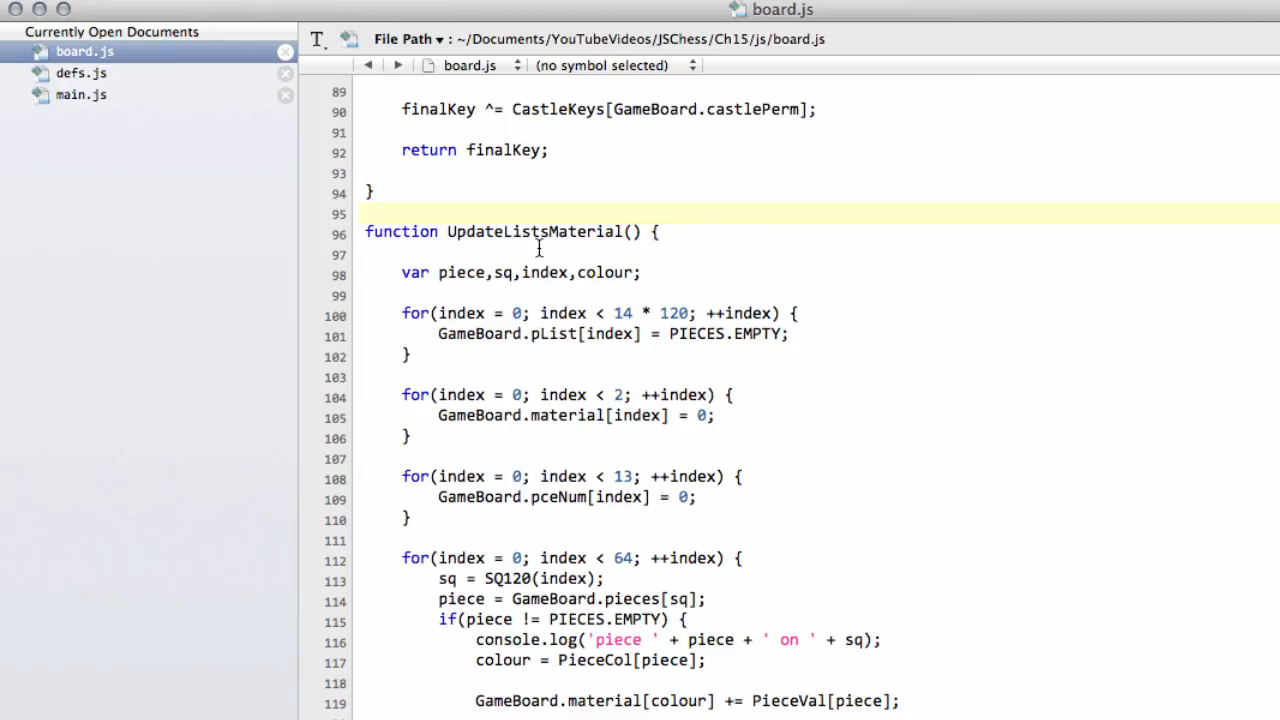 board.js
Currently Open Documents
board.js
defs.js
main.js
T. File Path ▾ : ~/Documents/YouTubeVideos/JSChess/Ch15/js/board.js
board.js (no symbol selected)
89
90 finalKey ^= CastleKeys[GameBoard.castlePerm];
91
92 return finalKey;
93
94 }
95
96 function UpdateListsMaterial() {
97
98 var piece,sq,index,colour;
99
100 for(index = 0; index < 14 * 120; ++index) {
101 GameBoard.pList[index] = PIECES.EMPTY;
102 }
103
104 for(index = 0; index < 2; ++index) {
105 GameBoard.material[index] = 0;
106 }
107
108 for(index = 0; index < 13; ++index) {
109 GameBoard.pceNum[index] = 0;
110 }
111
112 for(index = 0; index < 64; ++index) {
113 sq = SQ120(index);
114 piece = GameBoard.pieces[sq];
115 if(piece != PIECES.EMPTY) {
116 console.log('piece ' + piece + ' on ' + sq);
117 colour = PieceCol[piece];
118
119 GameBoard.material[colour] += PieceVal[piece];